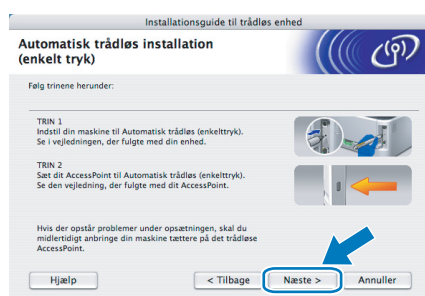 Installationsguide til trådløs enhed
Automatisk trådløs installation
(enkelt tryk)
Følg trinene herunder:
TRIN 1
Indstil din maskine til Automatisk trådløs (enkelttryk).
Se i vejledningen, der fulgte med din enhed.
TRIN 2
Sæt dit AccessPoint til Automatisk trådløs (enkelttryk).
Se den vejledning, der fulgte med dit AccessPoint.
Hvis der opstår problemer under opsætningen, skal du
midlertidigt anbringe din maskine tættere på det trådløse
AccessPoint.
Hjælp
< Tilbage
Næste >
Annuller